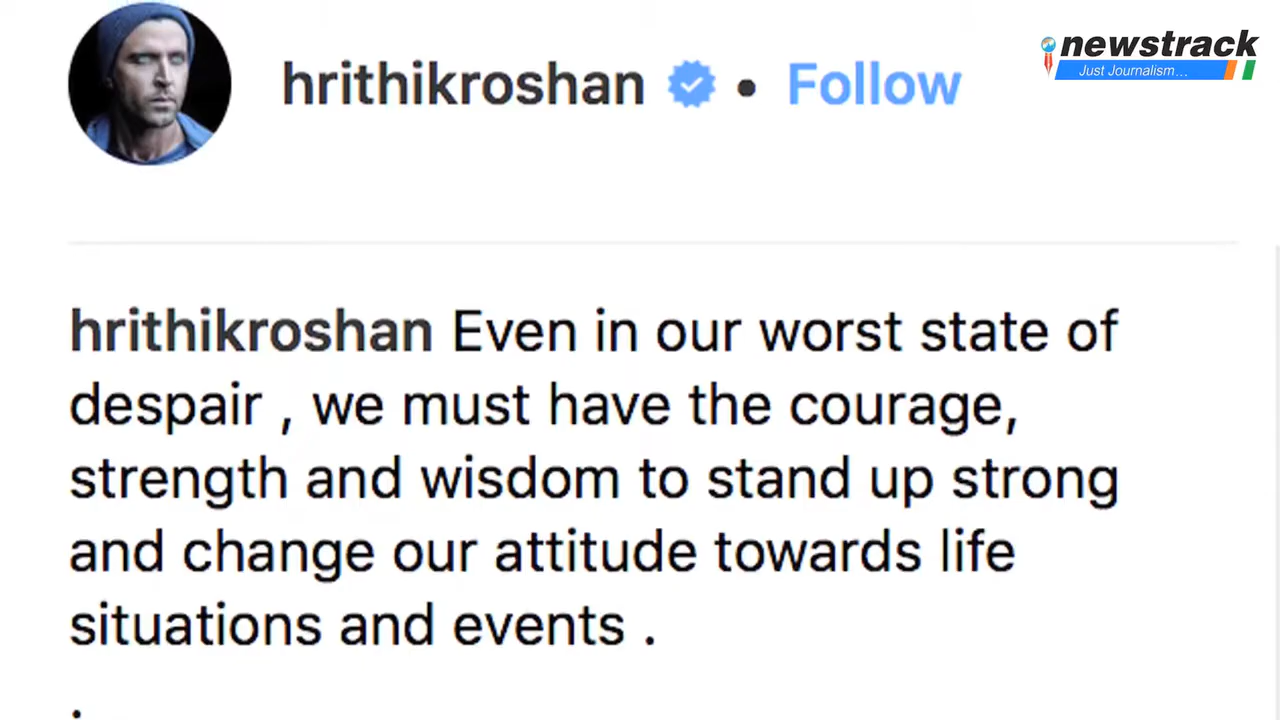 hrithikroshan • Follow
newstrack
Just Journalism...
hrithikroshan Even in our worst state of
despair , we must have the courage,
strength and wisdom to stand up strong
and change our attitude towards life
situations and events .
.